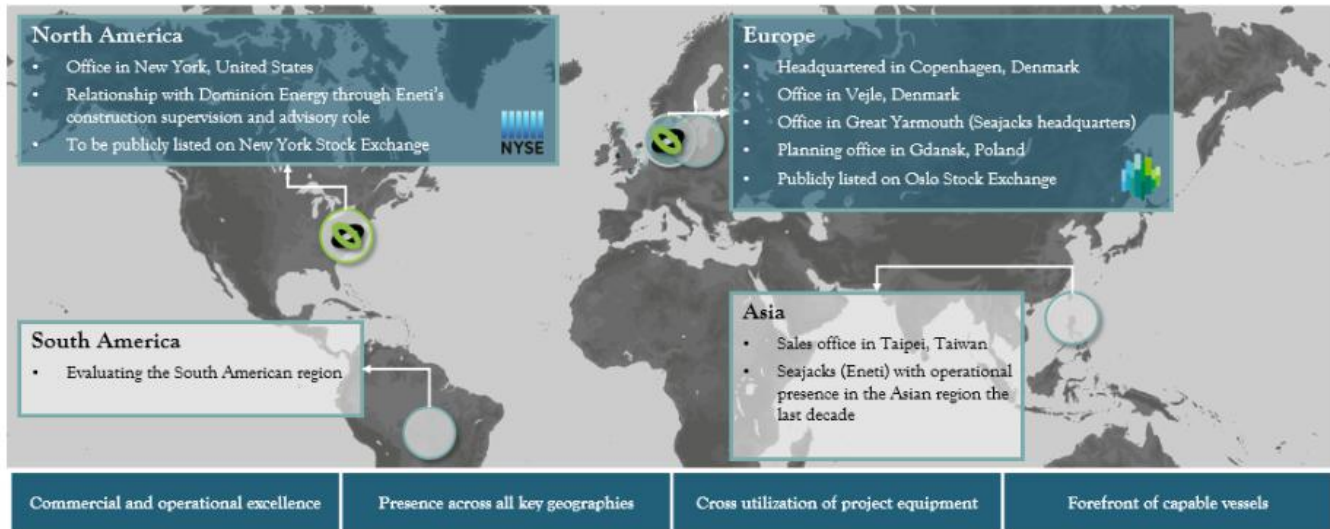 North America
• Office in New York, United States
• Relationship with Dominion Energy through Eneti's
construction supervision and advisory role
• To be publicly listed on New York Stock Exchange
NYSE
Europe
• Headquartered in Copenhagen, Denmark
• Office in Vejle, Denmark
• Office in Great Yarmouth (Seajacks headquarters)
• Planning office in Gdansk, Poland
• Publicly listed on Oslo Stock Exchange
South America
• Evaluating the South American region
Asia
• Sales office in Taipei, Taiwan
• Seajacks (Eneti) with operational
presence in the Asian region the
last decade
Commercial and operational excellence
Presence across all key geographies
Cross utilization of project equipment
Forefront of capable vessels